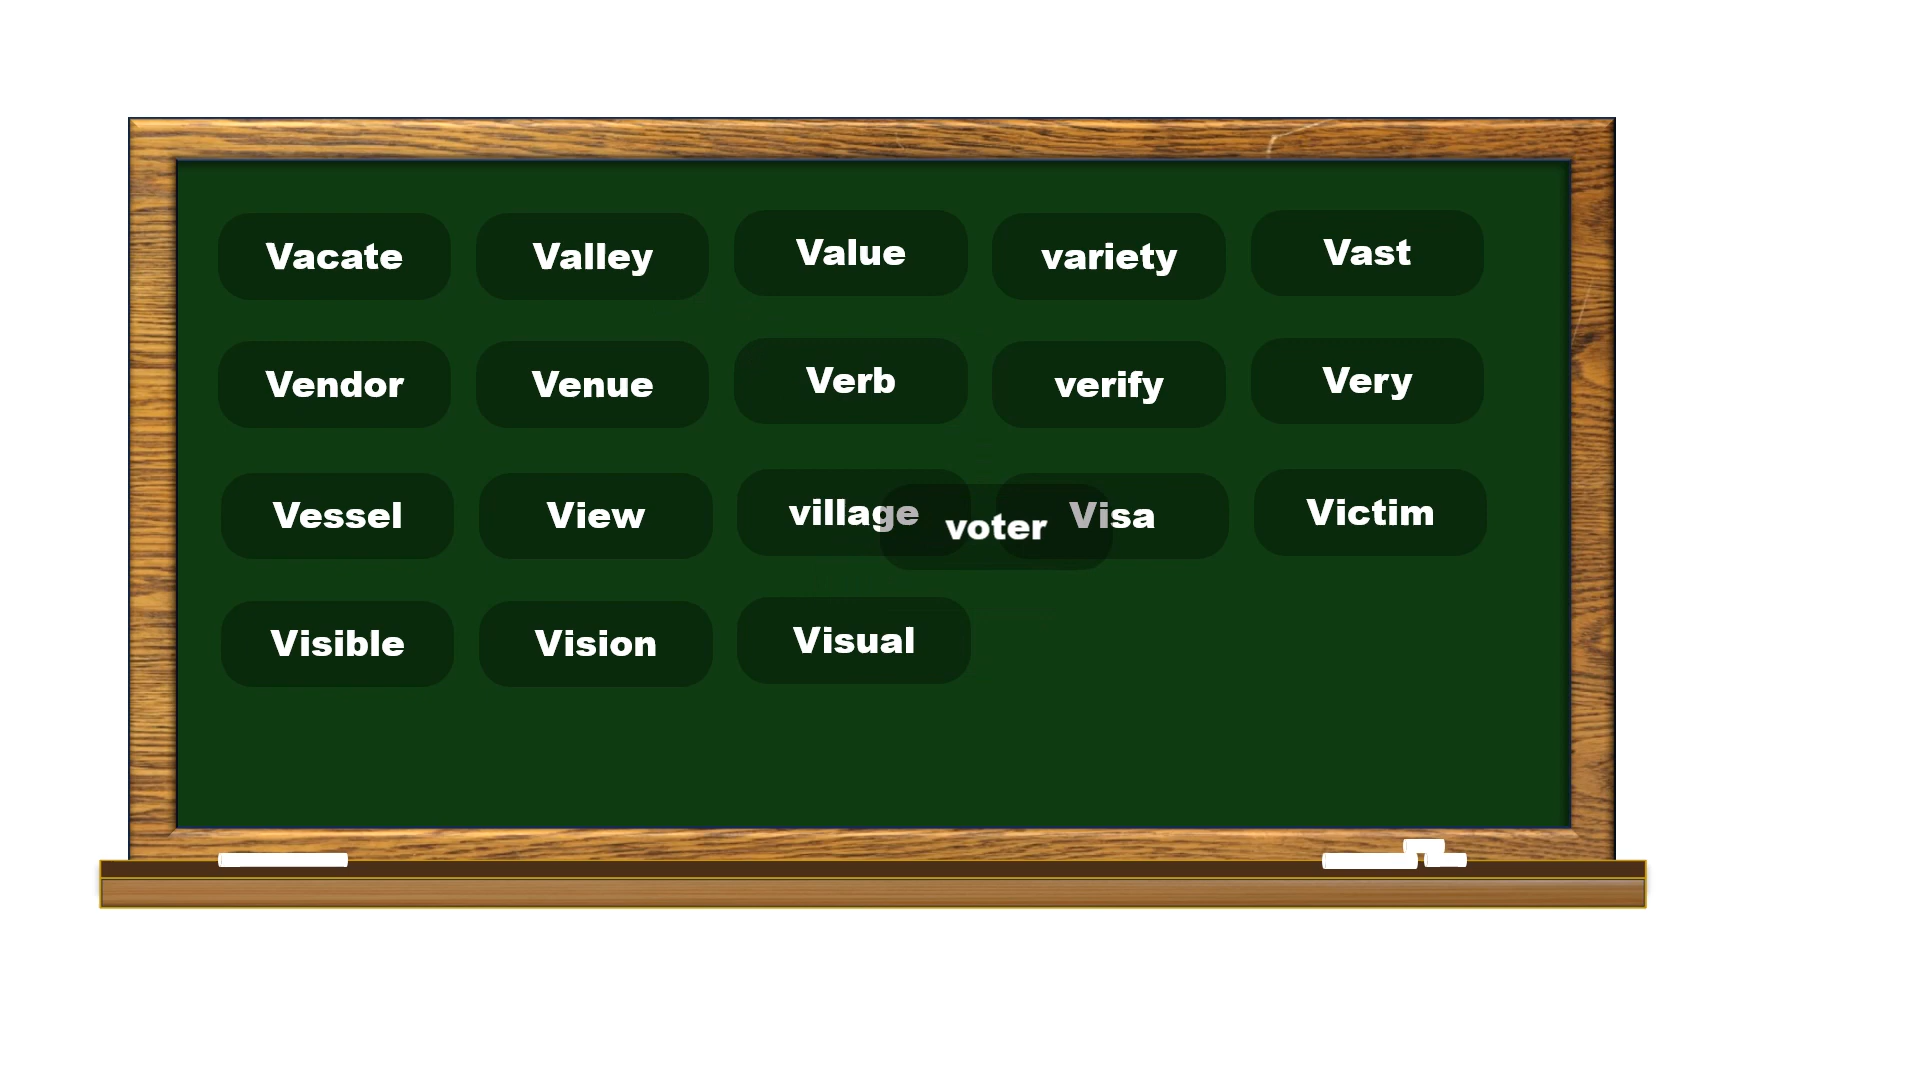 Vacate Valley Value variety Vast
Vendor Venue Verb verify Very
Vessel View village Visa Victim
voter
Visible Vision Visual